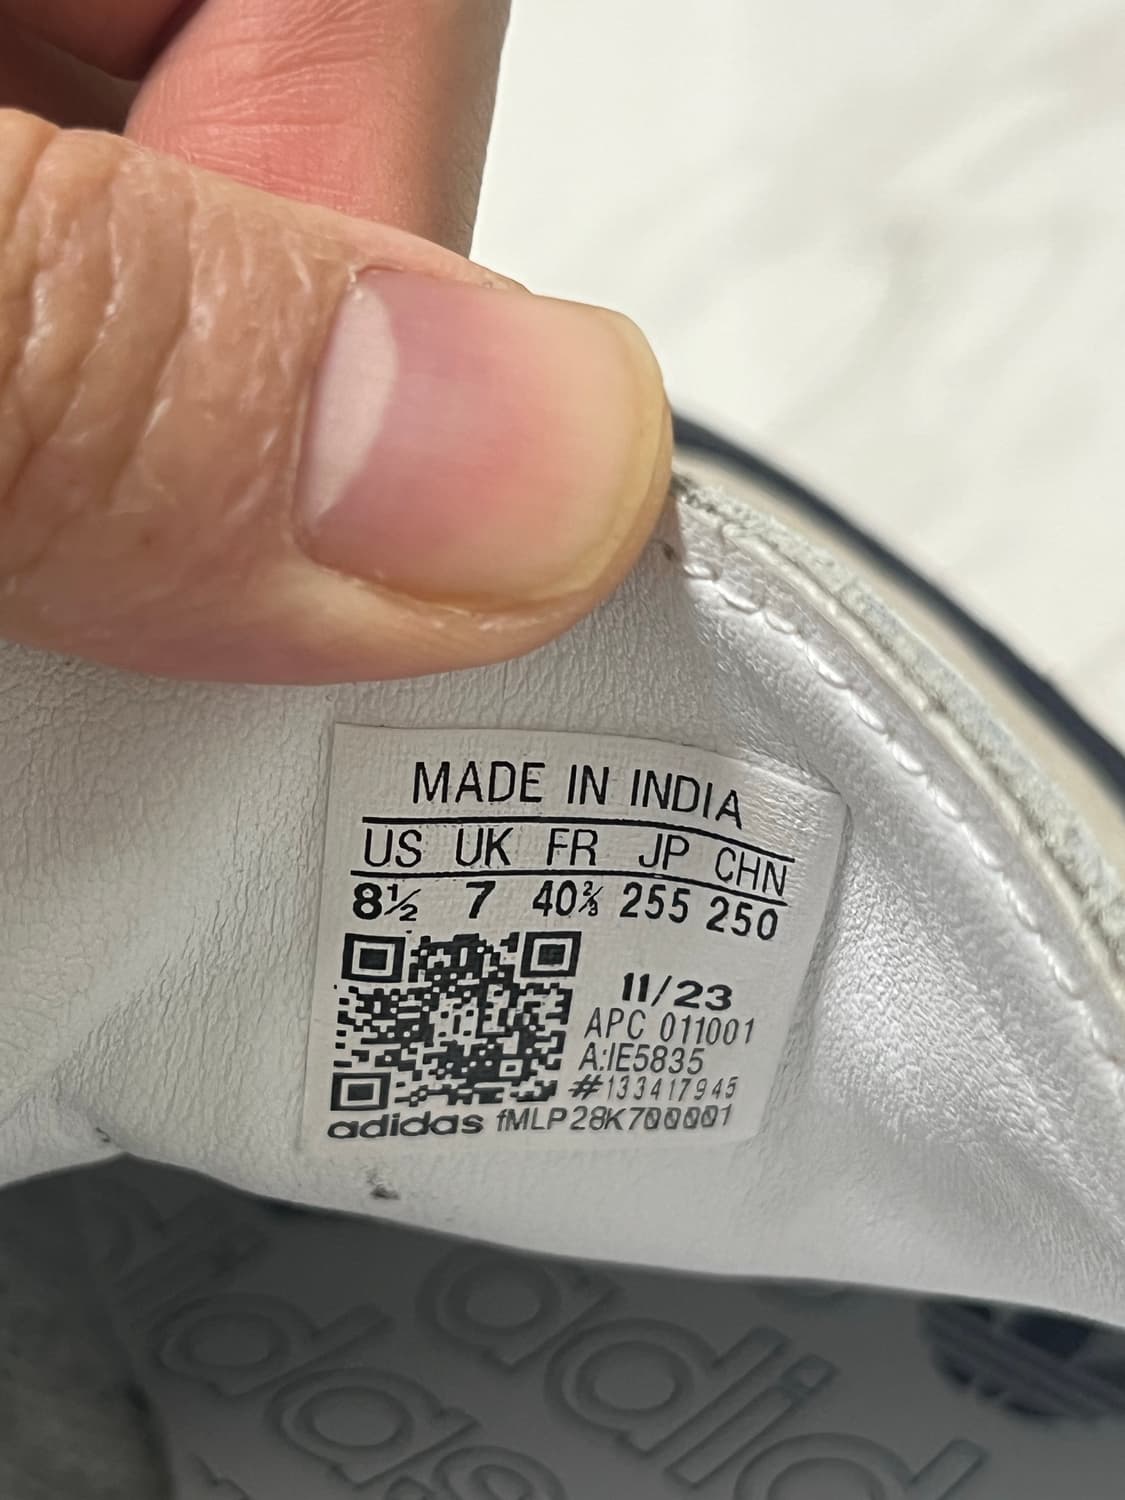 MADE IN INDIA
US UK FR JP CHN
8½ 7 40⅔ 255 250
11/23
APC 011001
A:IE5835
#133417945
adidas fMLP28K700001
adidas